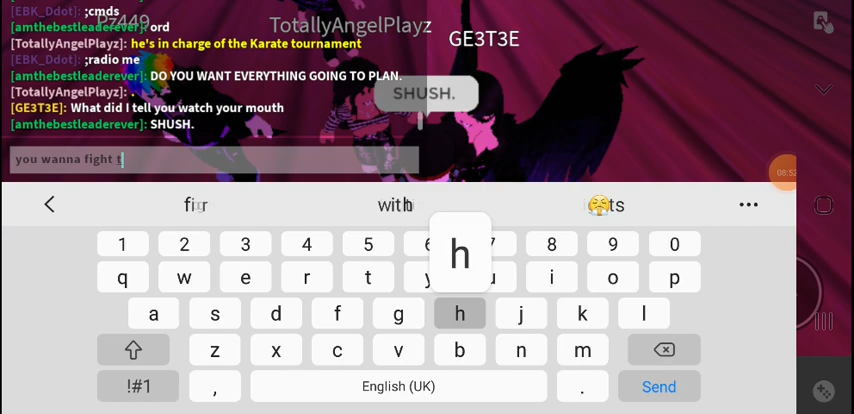 [EBK_Ddot]: ;cmds
Pz449
[amthebestleaderever]: ord
TotallyAngelPlayz
GE3T3E
[TotallyAngelPlayz]: he's in charge of the Karate tournament
[EBK_Ddot]: ;radio me
[amthebestleaderever]: DO YOU WANT EVERYTHING GOING TO PLAN.
[TotallyAngelPlayz]: .
SHUSH.
[GE3T3E]: What did I tell you watch your mouth
[amthebestleaderever]: SHUSH.
you wanna fight t
08:52
with
1 2 3 4 5 6 7 8 9 0
q w e r t y u i o p
h
a s d f g h j k l
z x c v b n m
!#1 , English (UK) . Send